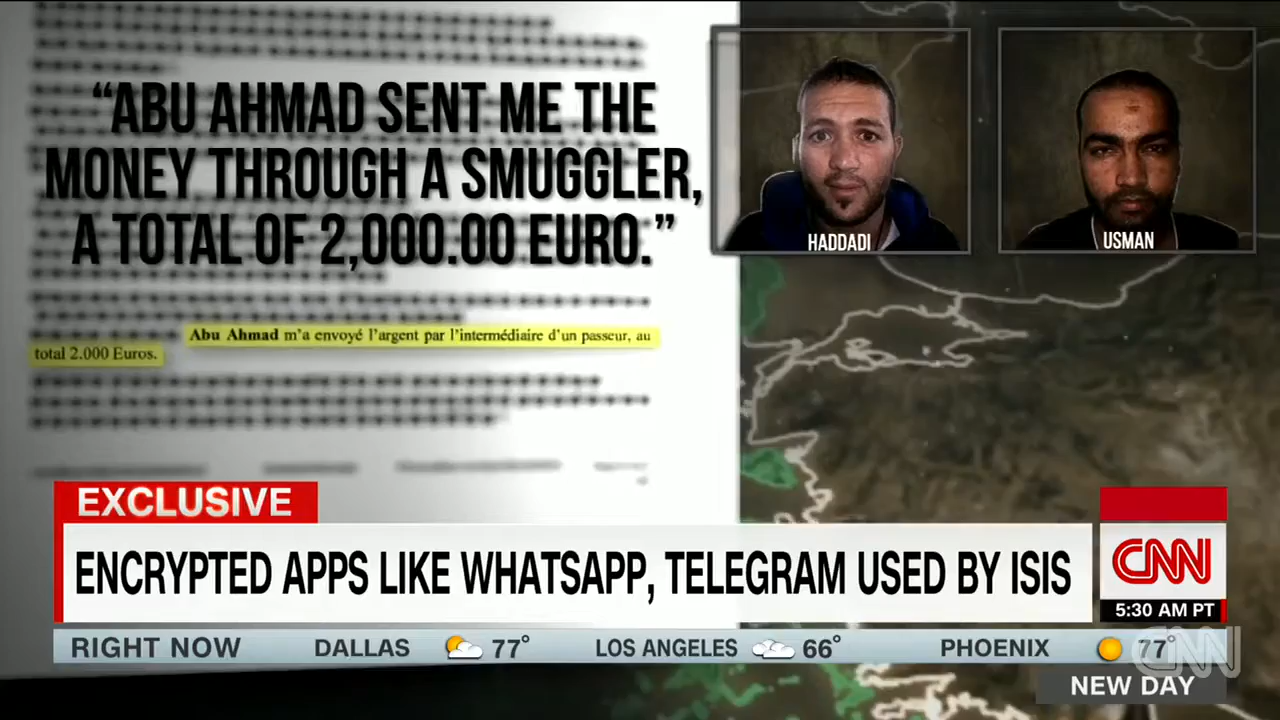 “ABU AHMAD SENT ME THE
MONEY THROUGH A SMUGGLER,
A TOTAL OF 2,000.00 EURO.”
HADDADI
USMAN
Abu Ahmad m’a envoyé l’argent par l’intermédiaire d’un passeur, au
total 2.000 Euros.
EXCLUSIVE
ENCRYPTED APPS LIKE WHATSAPP, TELEGRAM USED BY ISIS
CNN
5:30 AM PT
RIGHT NOW DALLAS 77° LOS ANGELES 66° PHOENIX 77°
CNN
NEW DAY